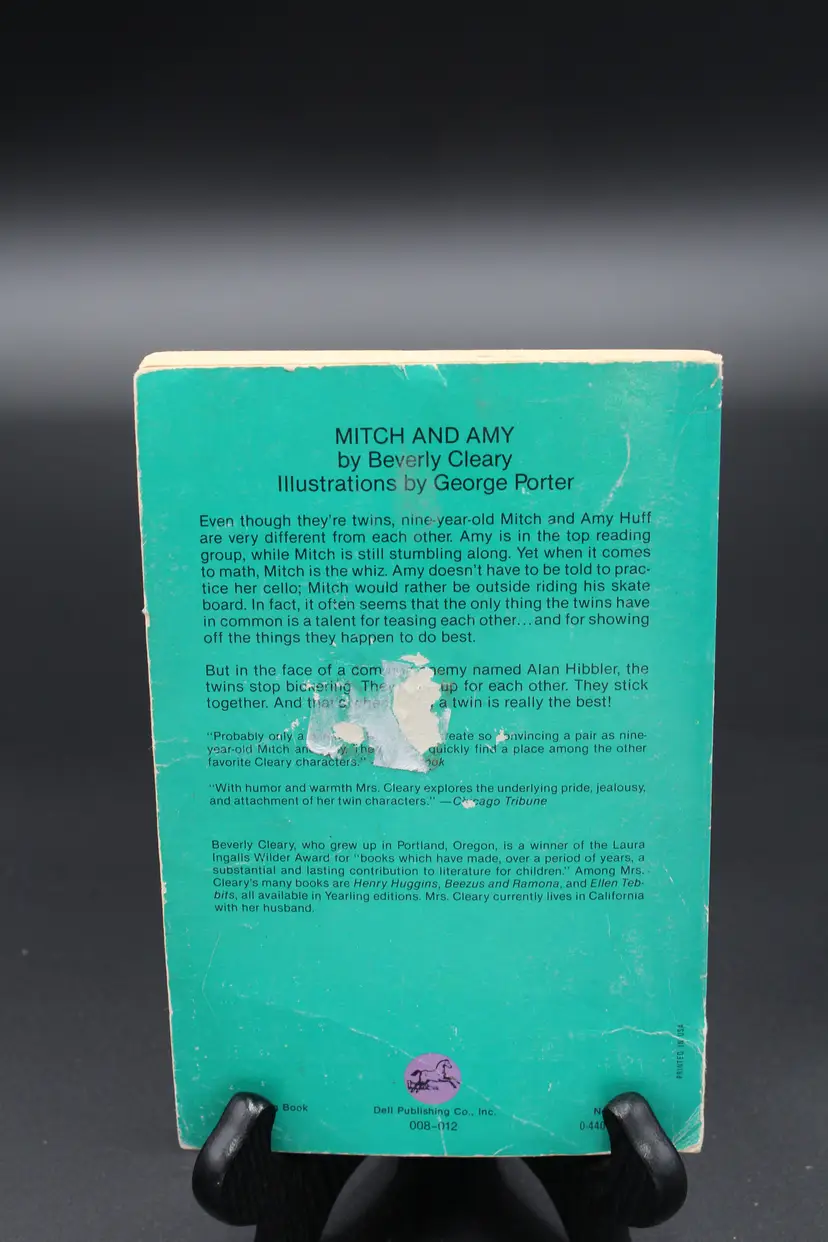 MITCH AND AMY
by Beverly Cleary
Illustrations by George Porter
Even though they're twins, nine-year-old Mitch and Amy Huff
are very different from each other. Amy is in the top reading
group, while Mitch is still stumbling along. Yet when it comes
to math, Mitch is the whiz. Amy doesn't have to be told to prac-
tice her cello; Mitch would rather be outside riding his skate
board. In fact, it often seems that the only thing the twins have
in common is a talent for teasing each other...and for showing
off the things they happen to do best.
But in the face of a named Alan Hibbler, the
twins stop bickering. They up for each other. They stick
together. And a twin is really the best!
"Probably only a so convincing a pair as nine-
year-old Mitch and quickly find a place among the other
favorite Cleary characters."
"With humor and warmth Mrs. Cleary explores the underlying pride, jealousy,
and attachment of her twin characters." —Chicago Tribune
Beverly Cleary, who grew up in Portland, Oregon, is a winner of the Laura
Ingalls Wilder Award for "books which have made, over a period of years, a
substantial and lasting contribution to literature for children." Among Mrs.
Cleary's many books are Henry Huggins, Beezus and Ramona, and Ellen Teb-
bits, all available in Yearling editions. Mrs. Cleary currently lives in California
with her husband.
PRINTED IN USA
Book Dell Publishing Co., Inc.
008-012 0-440